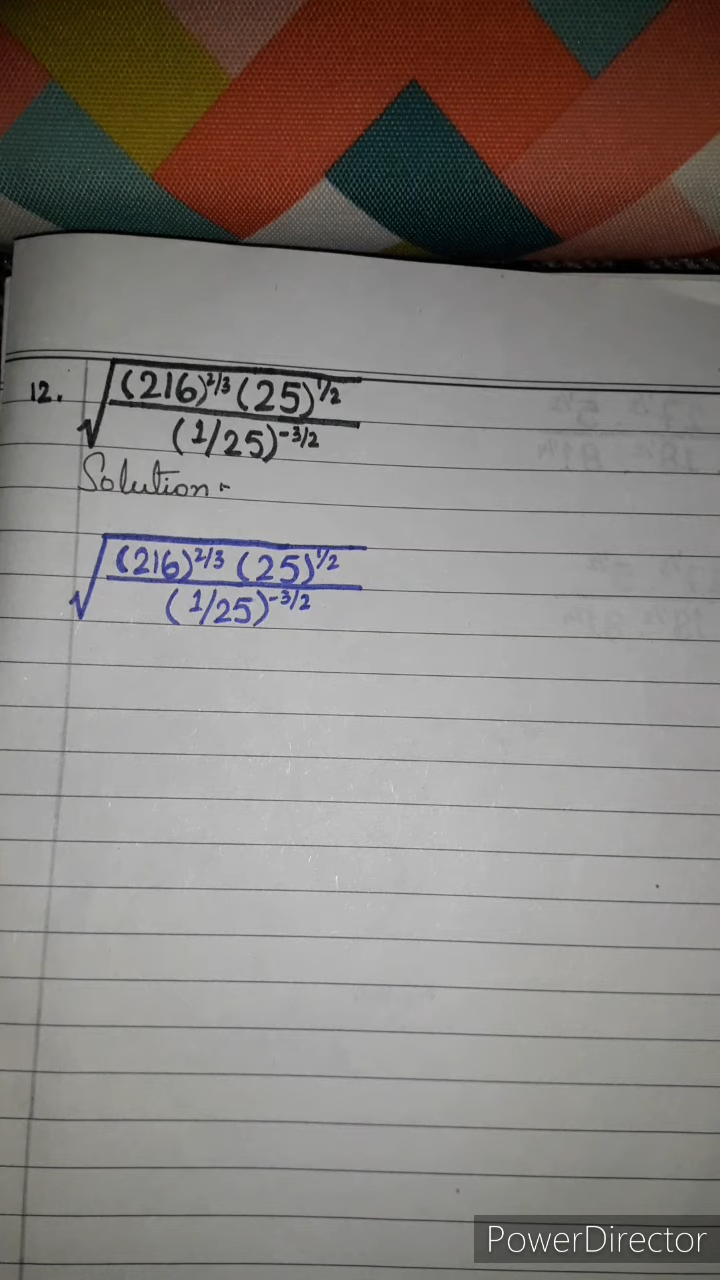 12. √((216)^2/3 (25)^1/2 / (1/25)^-3/2)
Solution -
√((216)^2/3 (25)^1/2 / (1/25)^-3/2)
PowerDirector